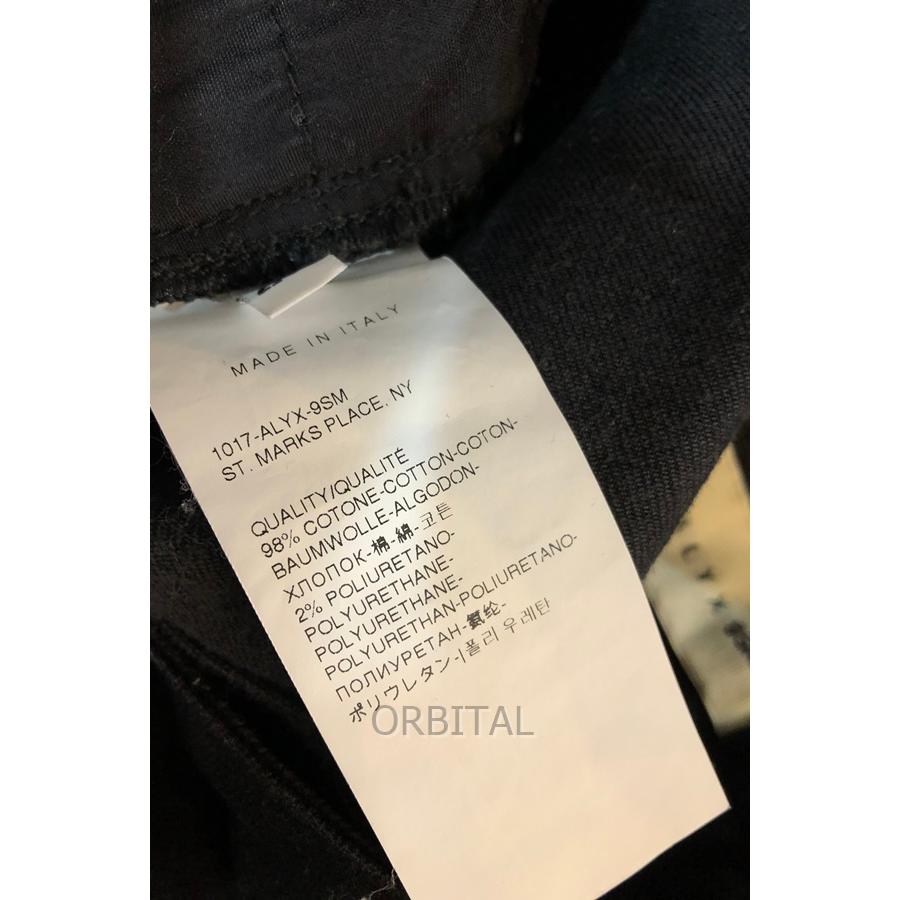 MADE IN ITALY
1017-ALYX-9SM
ST. MARKS PLACE. NY
QUALITY/QUALITÉ
98% COTONE-COTTON-COTON-
BAUMWOLLE-ALGODON-
ХЛОПОК-棉-綿-코튼
2% POLIURETANO-
POLYURETHANE-
POLYURETHANE-
POLYURETHAN-POLIURETANO-
ПОЛИУРЕТАН-氨纶-
ポリウレタン-폴리우레탄
ORBITAL